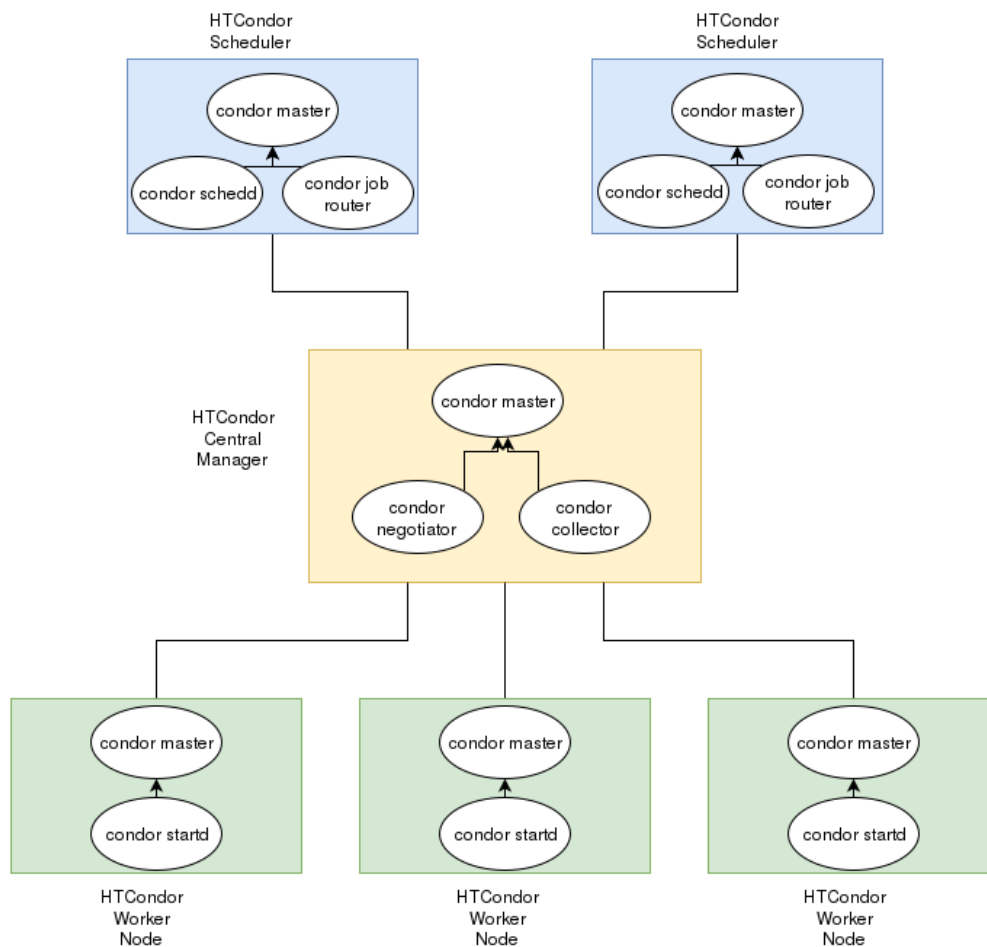 HTCondor
Scheduler
HTCondor
Scheduler
condor master
condor schedd
condor job
router
condor master
condor schedd
condor job
router
HTCondor
Central
Manager
condor master
condor
negotiator
condor
collector
condor master
condor startd
condor master
condor startd
condor master
condor startd
HTCondor
Worker
Node
HTCondor
Worker
Node
HTCondor
Worker
Node